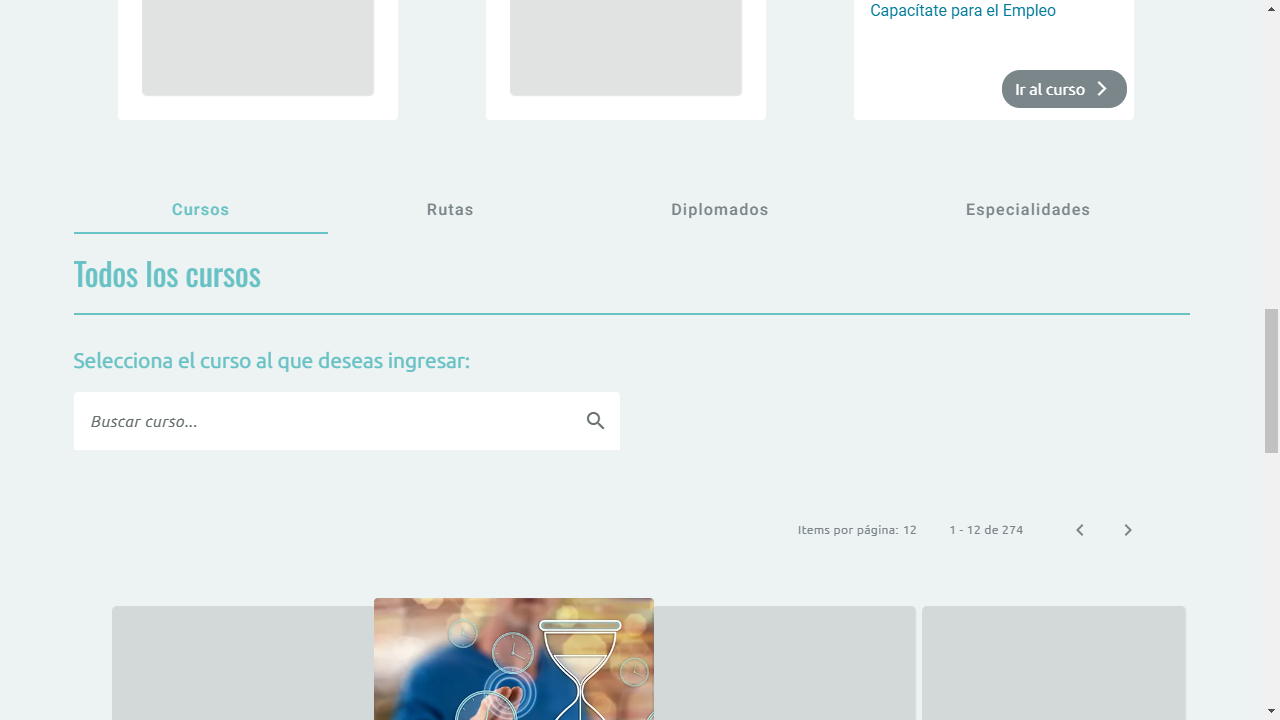 Capacítate para el Empleo
Ir al curso
Cursos
Rutas
Diplomados
Especialidades
Todos los cursos
Selecciona el curso al que deseas ingresar:
Buscar curso...
Items por página: 12
1 - 12 de 274